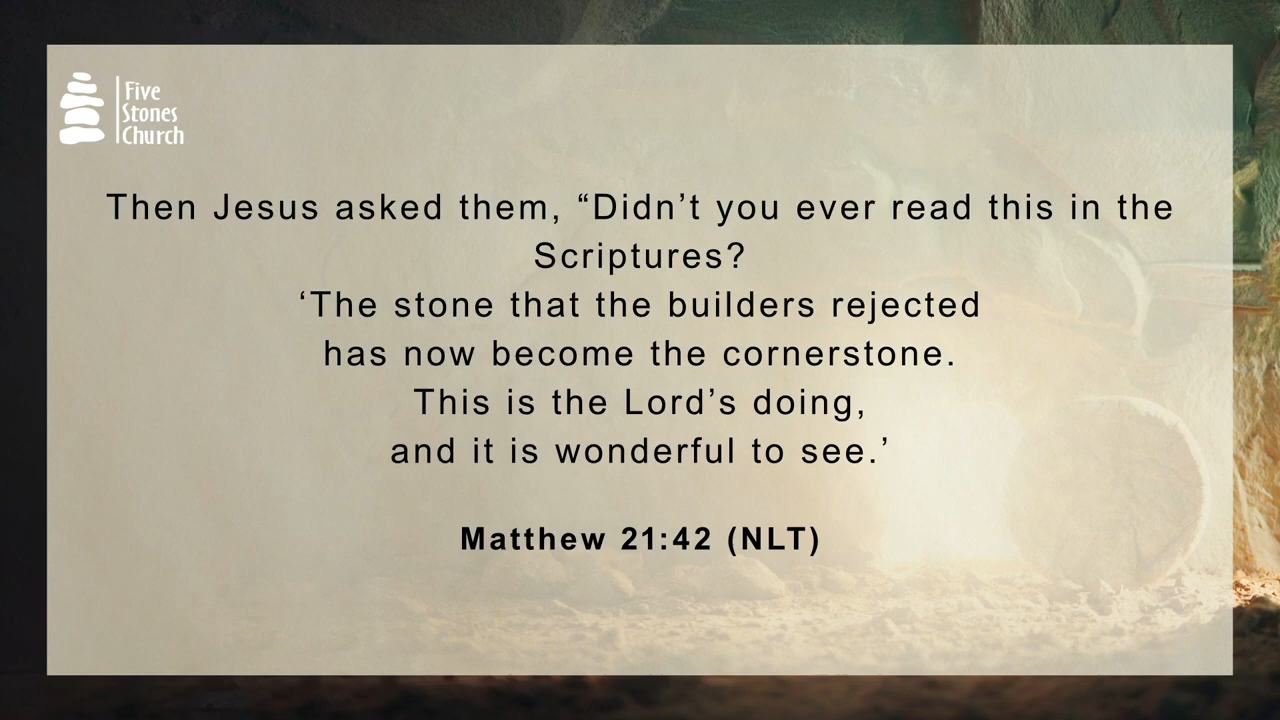 Five
Stones
Church
Then Jesus asked them, “Didn’t you ever read this in the
Scriptures?
‘The stone that the builders rejected
has now become the cornerstone.
This is the Lord’s doing,
and it is wonderful to see.’
Matthew 21:42 (NLT)